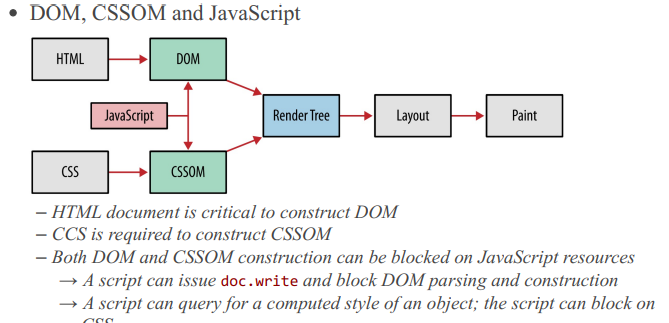 • DOM, CSSOM and JavaScript
HTML
DOM
JavaScript
Render Tree
Layout
Paint
CSS
CSSOM
– HTML document is critical to construct DOM
– CCS is required to construct CSSOM
– Both DOM and CSSOM construction can be blocked on JavaScript resources
→ A script can issue doc.write and block DOM parsing and construction
→ A script can query for a computed style of an object; the script can block on
CSS